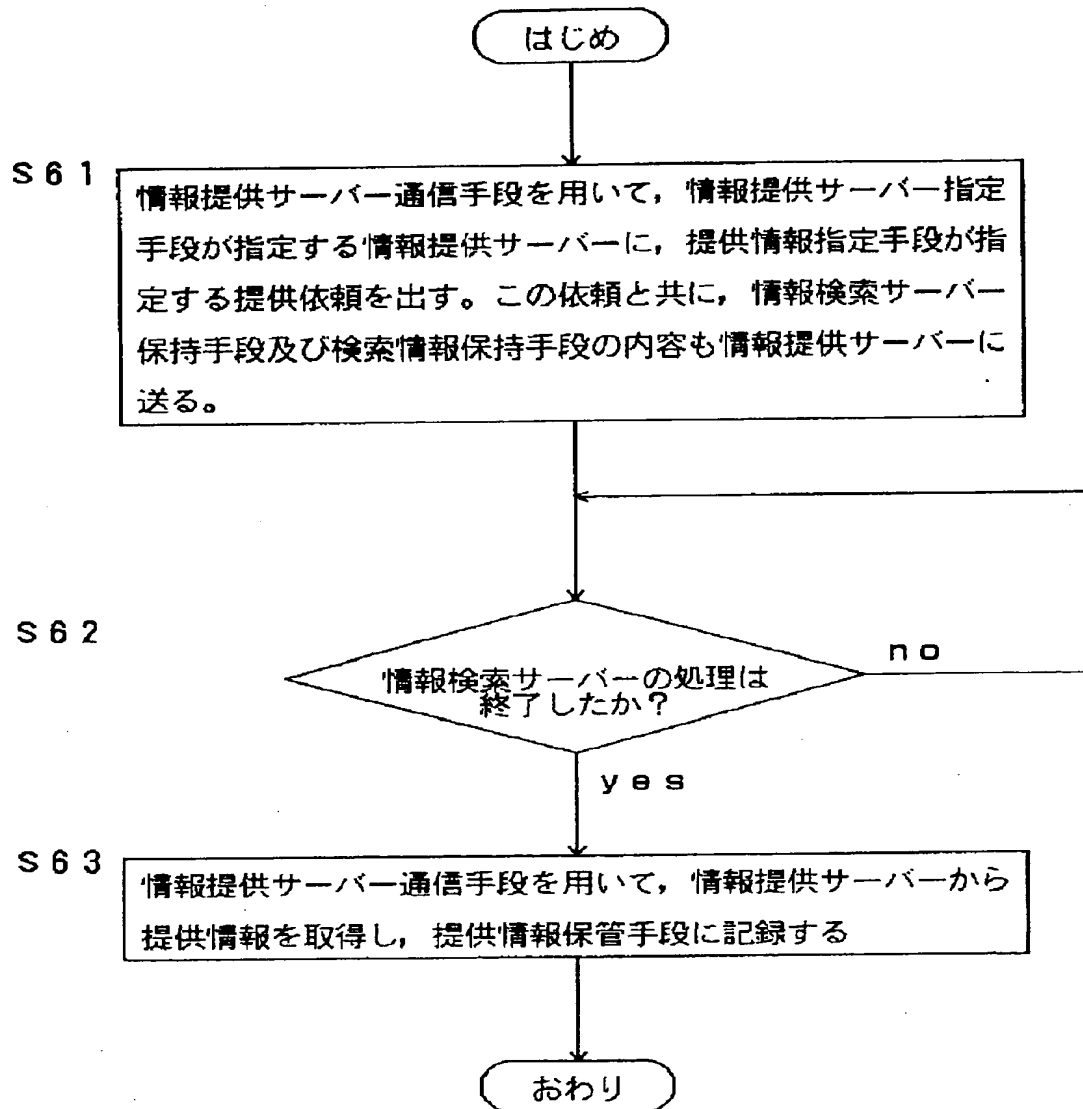 はじめ
S61
情報提供サーバー通信手段を用いて，情報提供サーバー指定
手段が指定する情報提供サーバーに，提供情報指定手段が指
定する提供依頼を出す。この依頼と共に，情報検索サーバー
保持手段及び検索情報保持手段の内容も情報提供サーバーに
送る。
S62
情報検索サーバーの処理は
終了したか？
no
yes
S63
情報提供サーバー通信手段を用いて，情報提供サーバーから
提供情報を取得し，提供情報保管手段に記録する
おわり